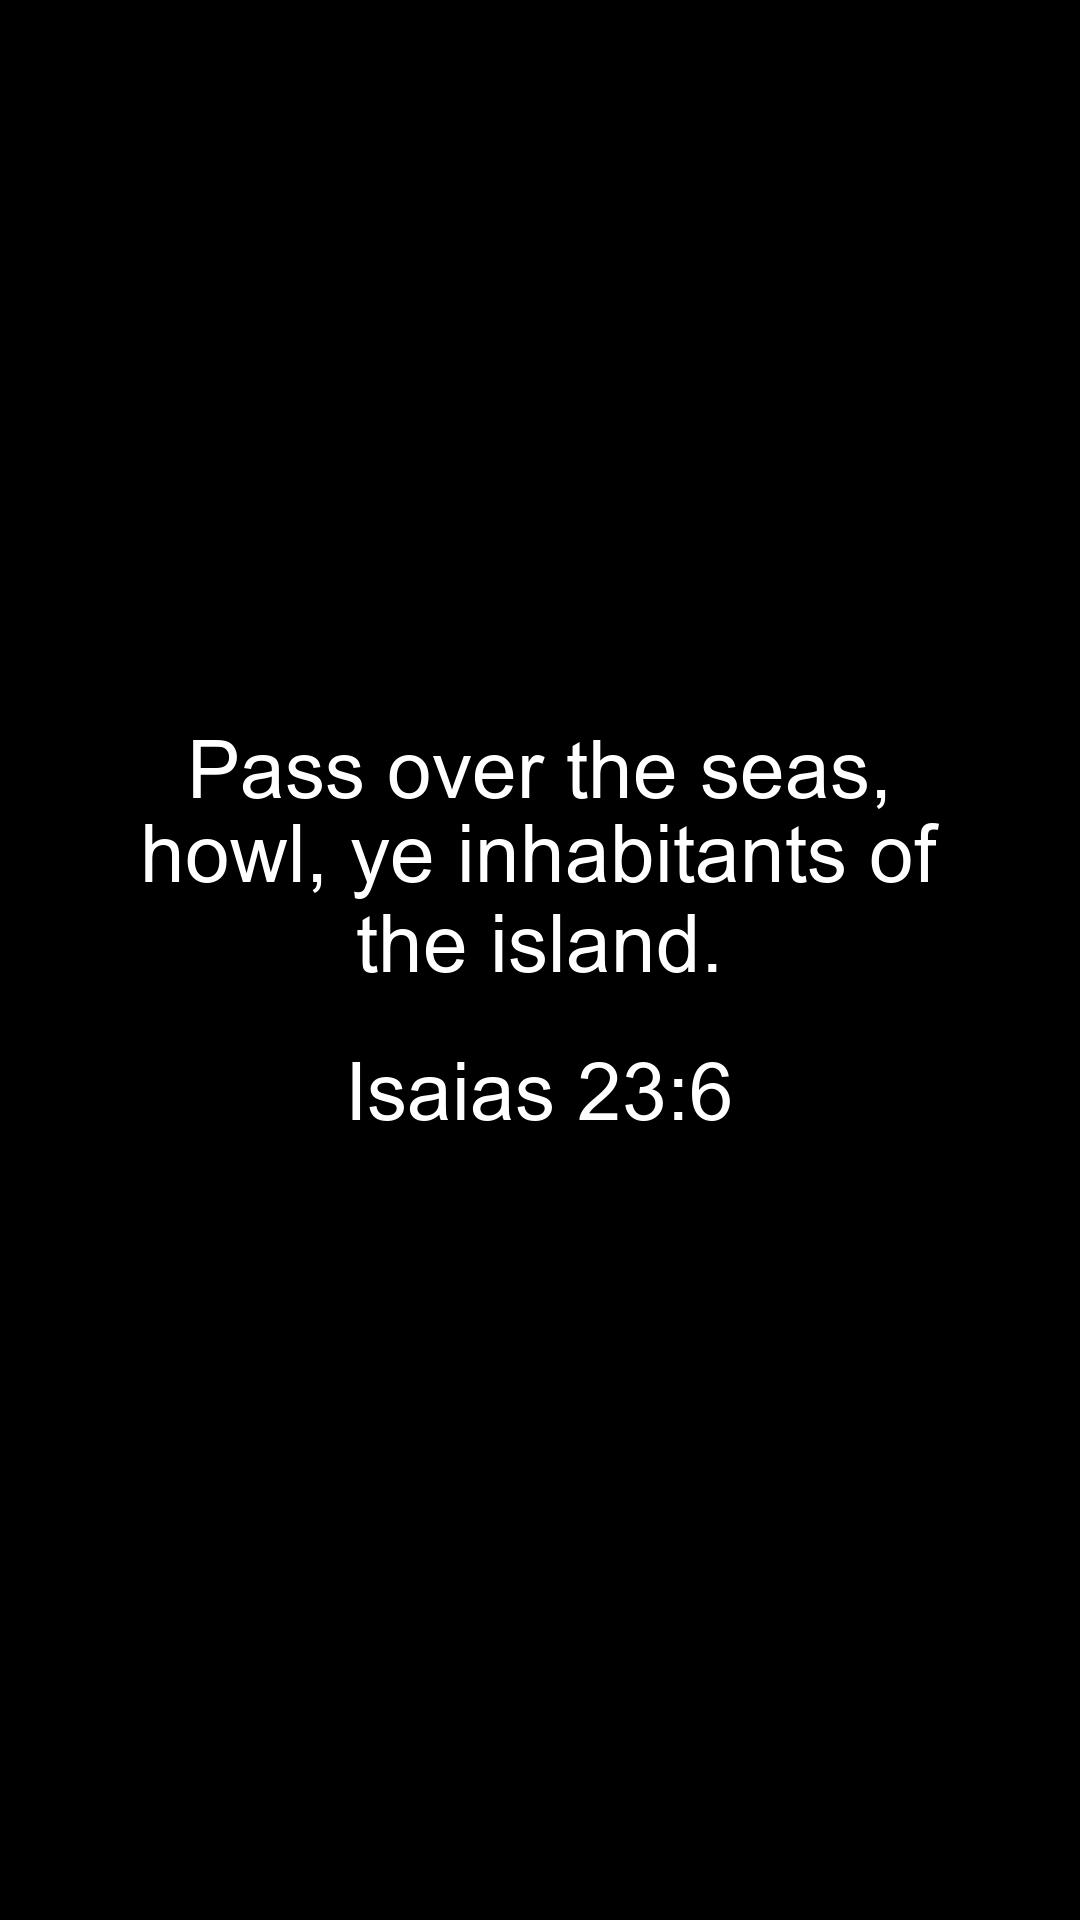 Pass over the seas,
howl, ye inhabitants of
the island.
Isaias 23:6